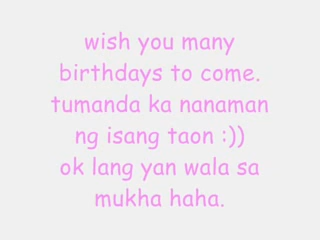 wish you many
birthdays to come.
tumanda ka nanaman
ng isang taon :))
ok lang yan wala sa
mukha haha.